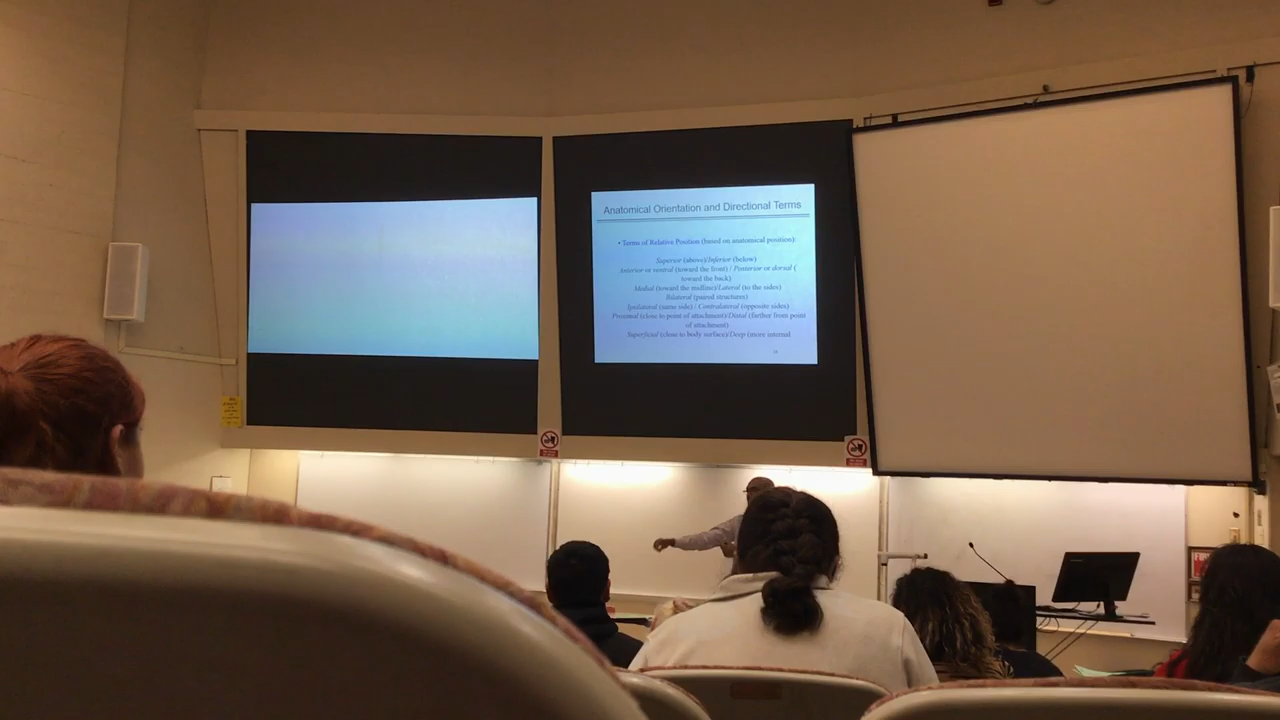 Anatomical Orientation and Directional Terms
• Terms of Relative Position (based on anatomical position):
Superior (above)/Inferior (below)
Anterior or ventral (toward the front) / Posterior or dorsal (
toward the back)
Medial (toward the midline)/Lateral (to the sides)
Bilateral (paired structures)
Ipsilateral (same side) / Contralateral (opposite sides)
Proximal (close to point of attachment)/Distal (farther from point
of attachment)
Superficial (close to body surface)/Deep (more internal